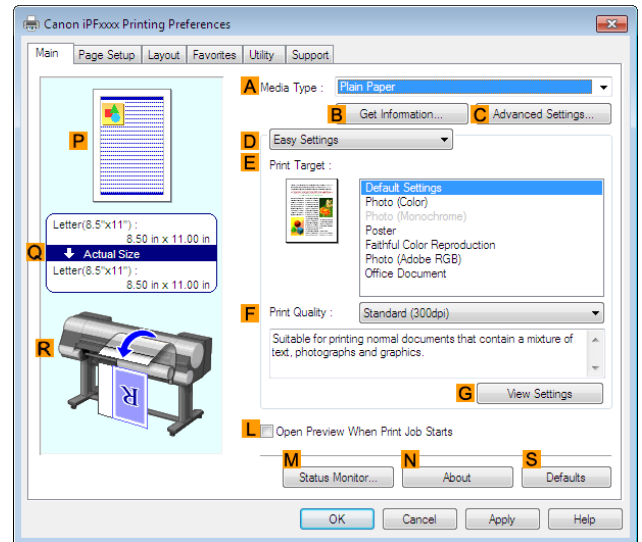 Canon iPFxxxx Printing Preferences
Main Page Setup Layout Favorites Utility Support
A Media Type : Plain Paper
B Get Information... C Advanced Settings...
D Easy Settings
E Print Target :
Default Settings
Photo (Color)
Photo (Monochrome)
Poster
Faithful Color Reproduction
Photo (Adobe RGB)
Office Document
P
Letter(8.5"x11") :
8.50 in x 11.00 in
Q Actual Size
Letter(8.5"x11") :
8.50 in x 11.00 in
R
R
F Print Quality : Standard (300dpi)
Suitable for printing normal documents that contain a mixture of
text, photographs and graphics.
G View Settings
L Open Preview When Print Job Starts
M Status Monitor... N About S Defaults
OK Cancel Apply Help